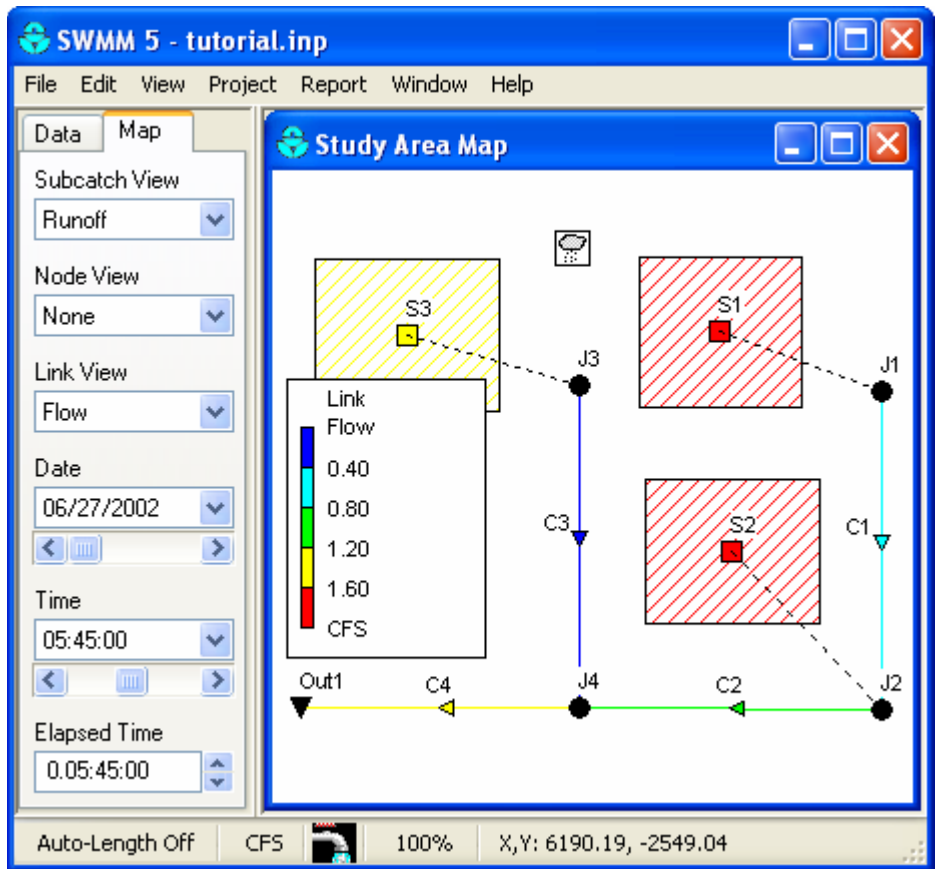 SWMM 5 - tutorial.inp
File Edit View Project Report Window Help
Data Map
Subcatch View
Runoff
Node View
None
Link View
Flow
Date
06/27/2002
Time
05:45:00
Elapsed Time
0.05:45:00
Study Area Map
S3
S1
J3
J1
Link
Flow
0.40
0.80
1.20
1.60
CFS
C3
S2
C1
Out1
C4
J4
C2
J2
Auto-Length Off CFS 100% X,Y: 6190.19, -2549.04